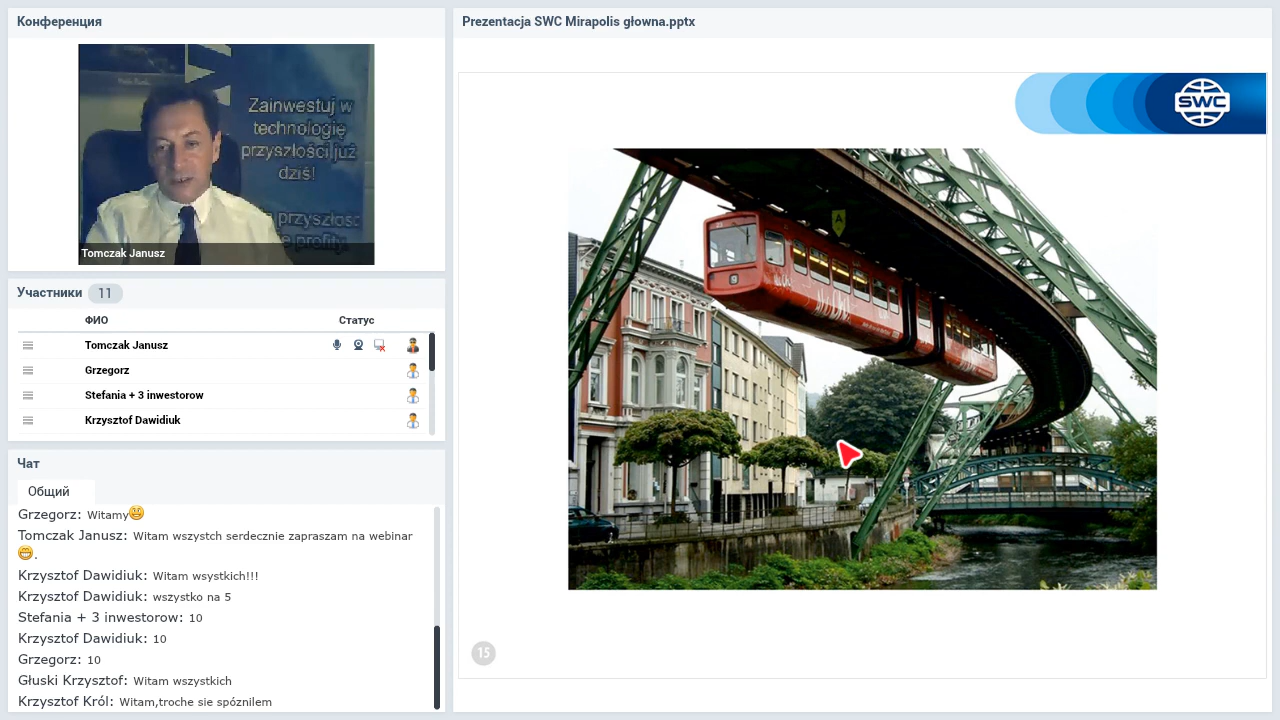 Конференция
Zainwestuj w
technologię
przyszłości już
dziś!
przyszłośc
profity.
Tomczak Janusz
Участники 11
ФИО Статус
Tomczak Janusz
Grzegorz
Stefania + 3 inwestorow
Krzysztof Dawidiuk
Чат
Общий
Grzegorz: Witamy
Tomczak Janusz: Witam wszystch serdecznie zapraszam na webinar
.
Krzysztof Dawidiuk: Witam wsystkich!!!
Krzysztof Dawidiuk: wszystko na 5
Stefania + 3 inwestorow: 10
Krzysztof Dawidiuk: 10
Grzegorz: 10
Głuski Krzysztof: Witam wszystkich
Krzysztof Król: Witam,troche sie spóznilem
Prezentacja SWC Mirapolis głowna.pptx
SWC
A
9
15